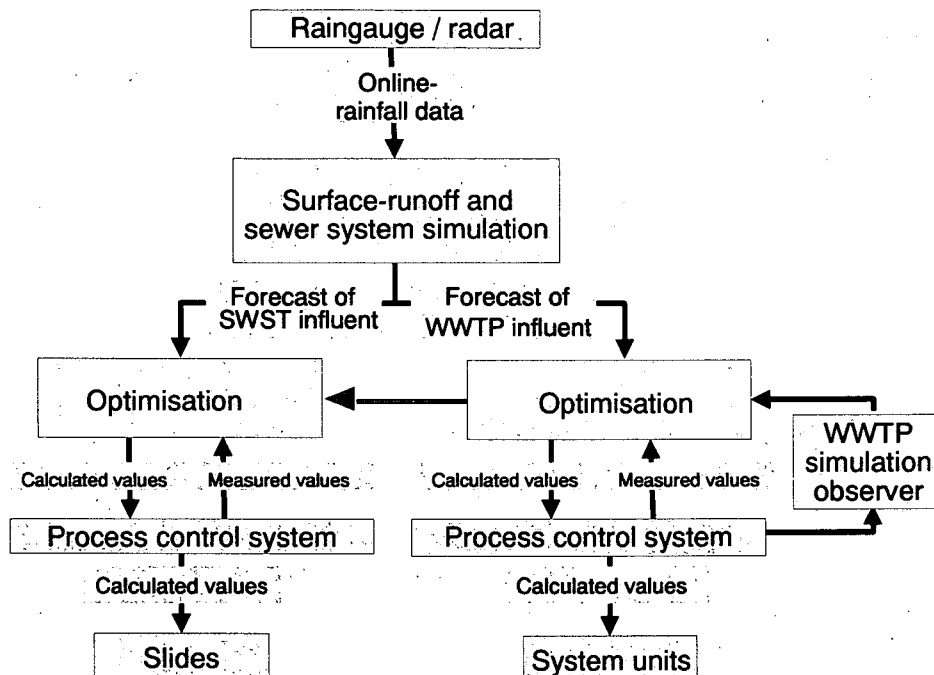 Raingauge / radar
Online-
rainfall data
Surface-runoff and
sewer system simulation
Forecast of
SWST influent
Forecast of
WWTP influent
Optimisation
Optimisation
WWTP
simulation
observer
Calculated values
Measured values
Calculated values
Measured values
Process control system
Process control system
Calculated values
Calculated values
Slides
System units